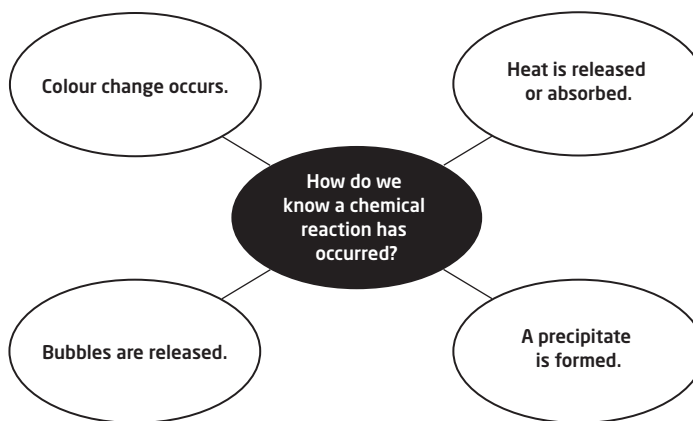 Colour change occurs.
Heat is released
or absorbed.
How do we
know a chemical
reaction has
occurred?
Bubbles are released.
A precipitate
is formed.